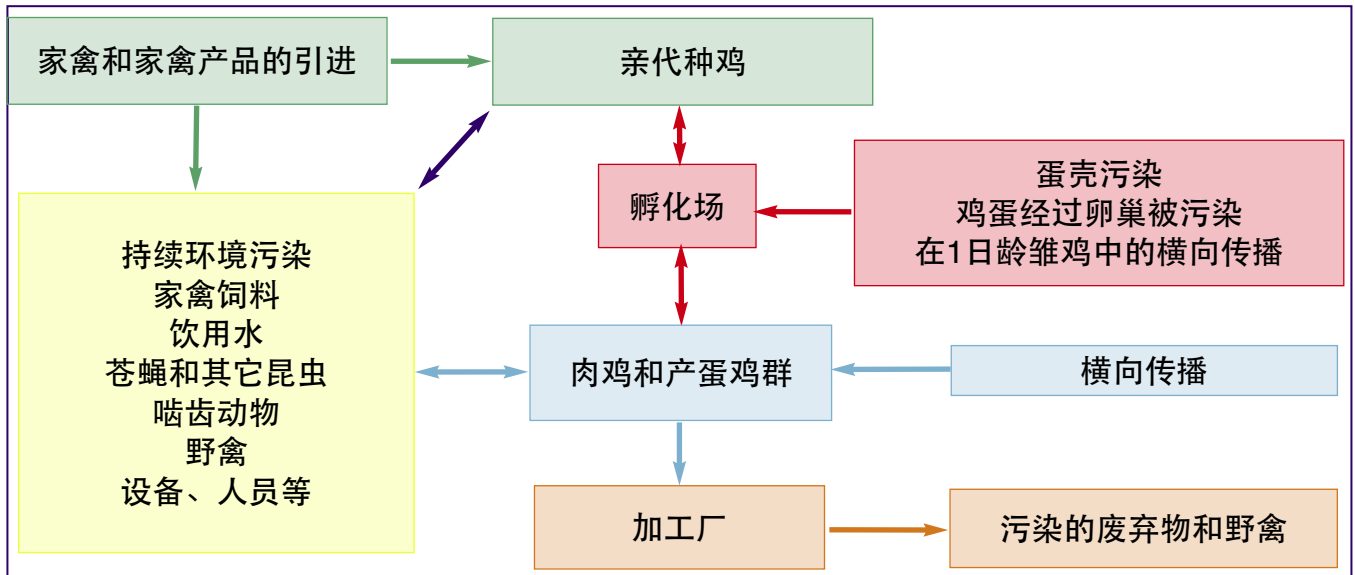 家禽和家禽产品的引进
亲代种鸡
孵化场
蛋壳污染
鸡蛋经过卵巢被污染
在1日龄雏鸡中的横向传播
持续环境污染
家禽饲料
饮用水
苍蝇和其它昆虫
啮齿动物
野禽
设备、人员等
肉鸡和产蛋鸡群
横向传播
加工厂
污染的废弃物和野禽